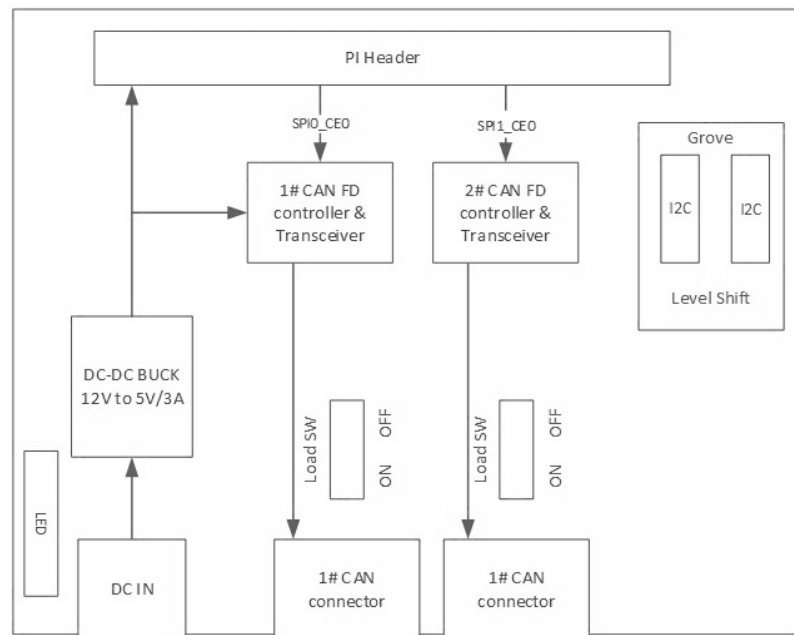 PI Header
SPI0_CE0
SPI1_CE0
1# CAN FD
controller &
Transceiver
2# CAN FD
controller &
Transceiver
Grove
I2C
I2C
Level Shift
DC-DC BUCK
12V to 5V/3A
Load SW
ON OFF
Load SW
ON OFF
LED
DC IN
1# CAN
connector
1# CAN
connector